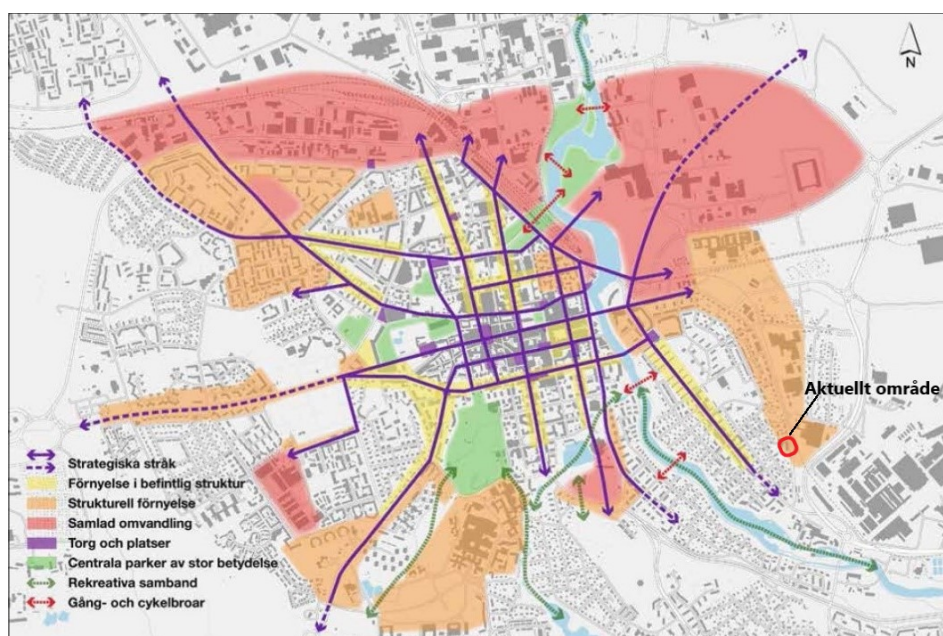 N
Aktuellt område
Strategiska stråk
Förnyelse i befintlig struktur
Strukturell förnyelse
Samlad omvandling
Torg och platser
Centrala parker av stor betydelse
Rekreativa samband
Gång- och cykelbroar